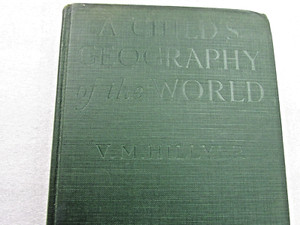 A CHILD'S
GEOGRAPHY
of the WORLD
V. M. HILLYER